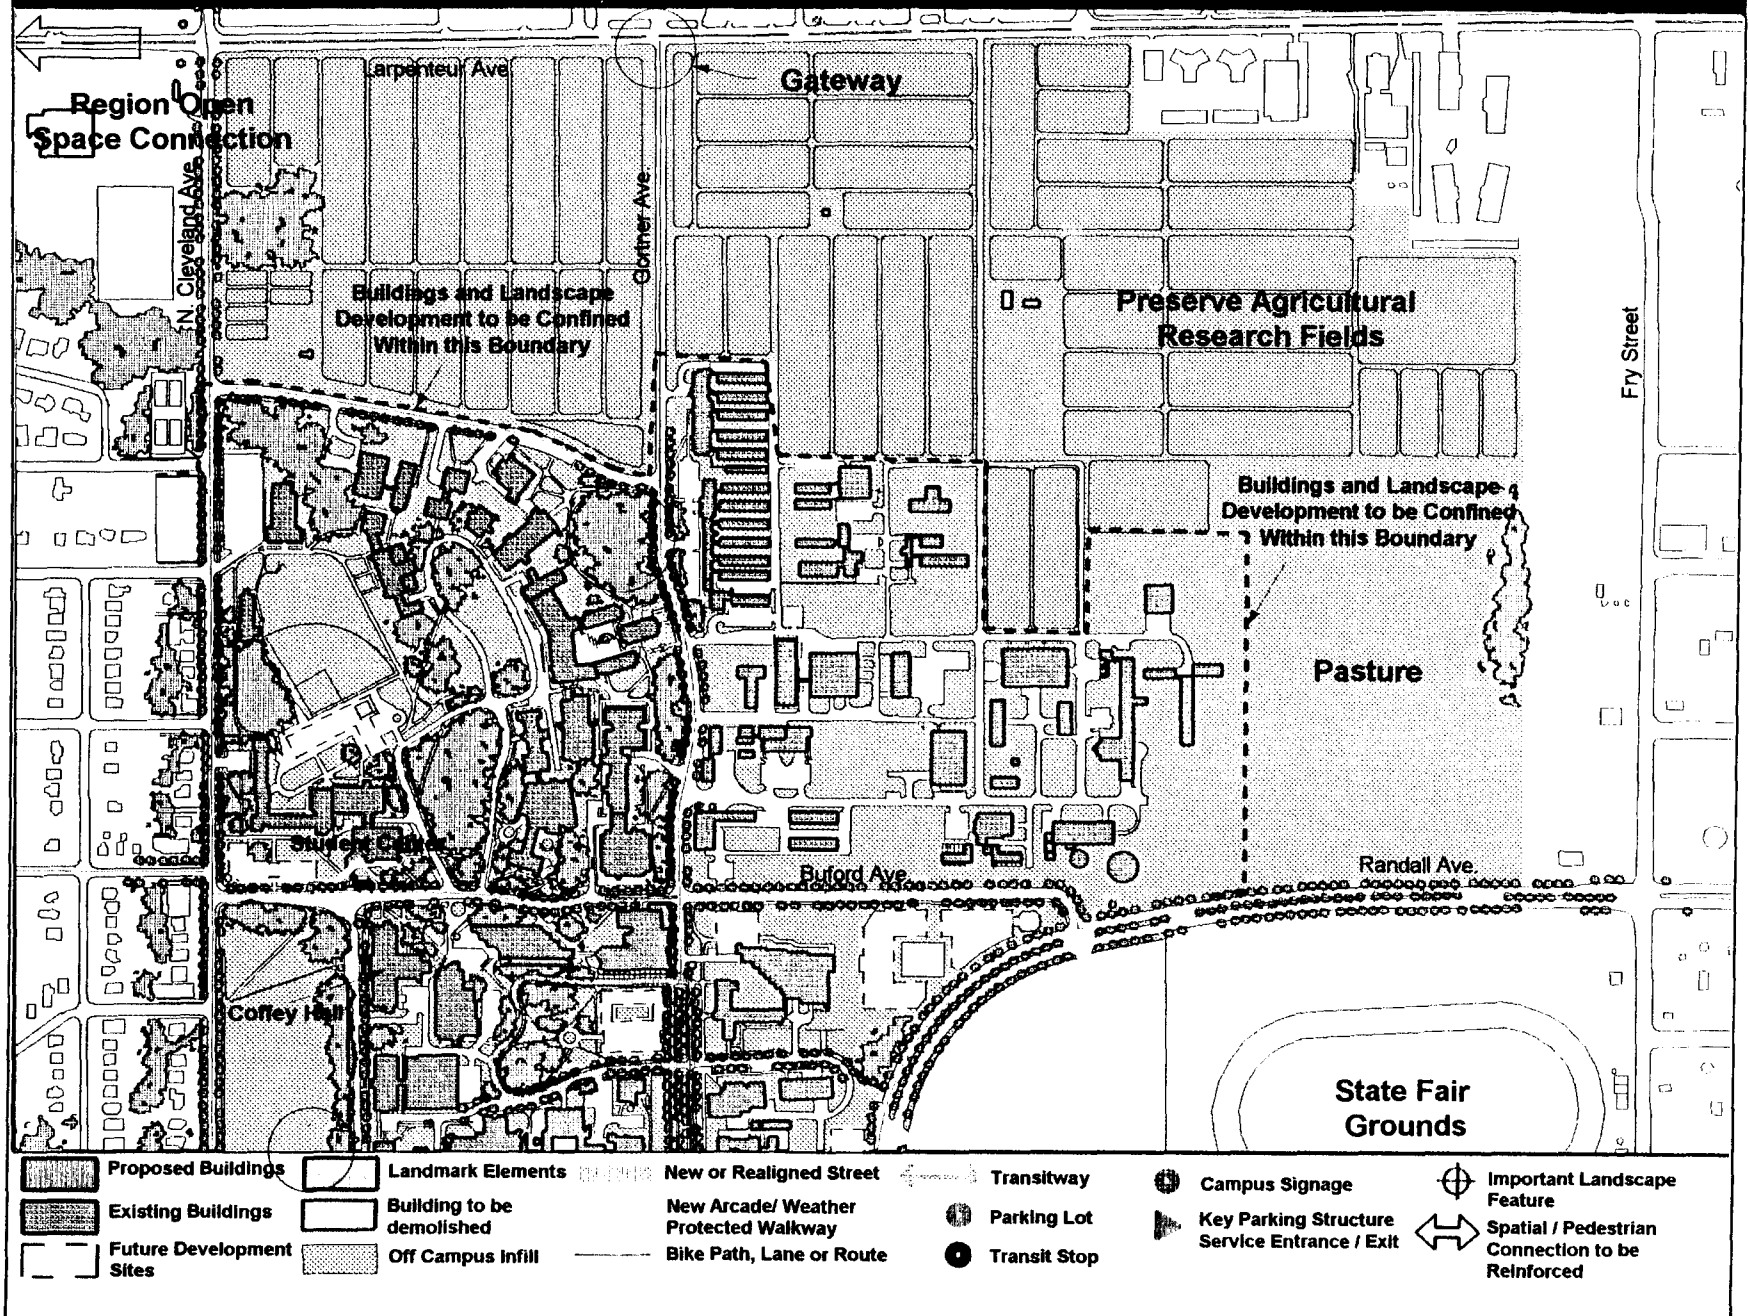 Larpenteur Ave.
Gateway
Region Open
Space Connection
N. Cleveland Ave.
Gortner Ave.
Buildings and Landscape
Development to be Confined
Within this Boundary
Preserve Agricultural
Research Fields
Fry Street
Buildings and Landscape
Development to be Confined
Within this Boundary
Pasture
Student Center
Buford Ave.
Randall Ave.
Coffey Hall
State Fair
Grounds
Proposed Buildings
Existing Buildings
Future Development
Sites
Landmark Elements
Building to be
demolished
Off Campus Infill
New or Realigned Street
New Arcade/ Weather
Protected Walkway
Bike Path, Lane or Route
Transitway
Parking Lot
Transit Stop
Campus Signage
Key Parking Structure
Service Entrance / Exit
Important Landscape
Feature
Spatial / Pedestrian
Connection to be
Reinforced